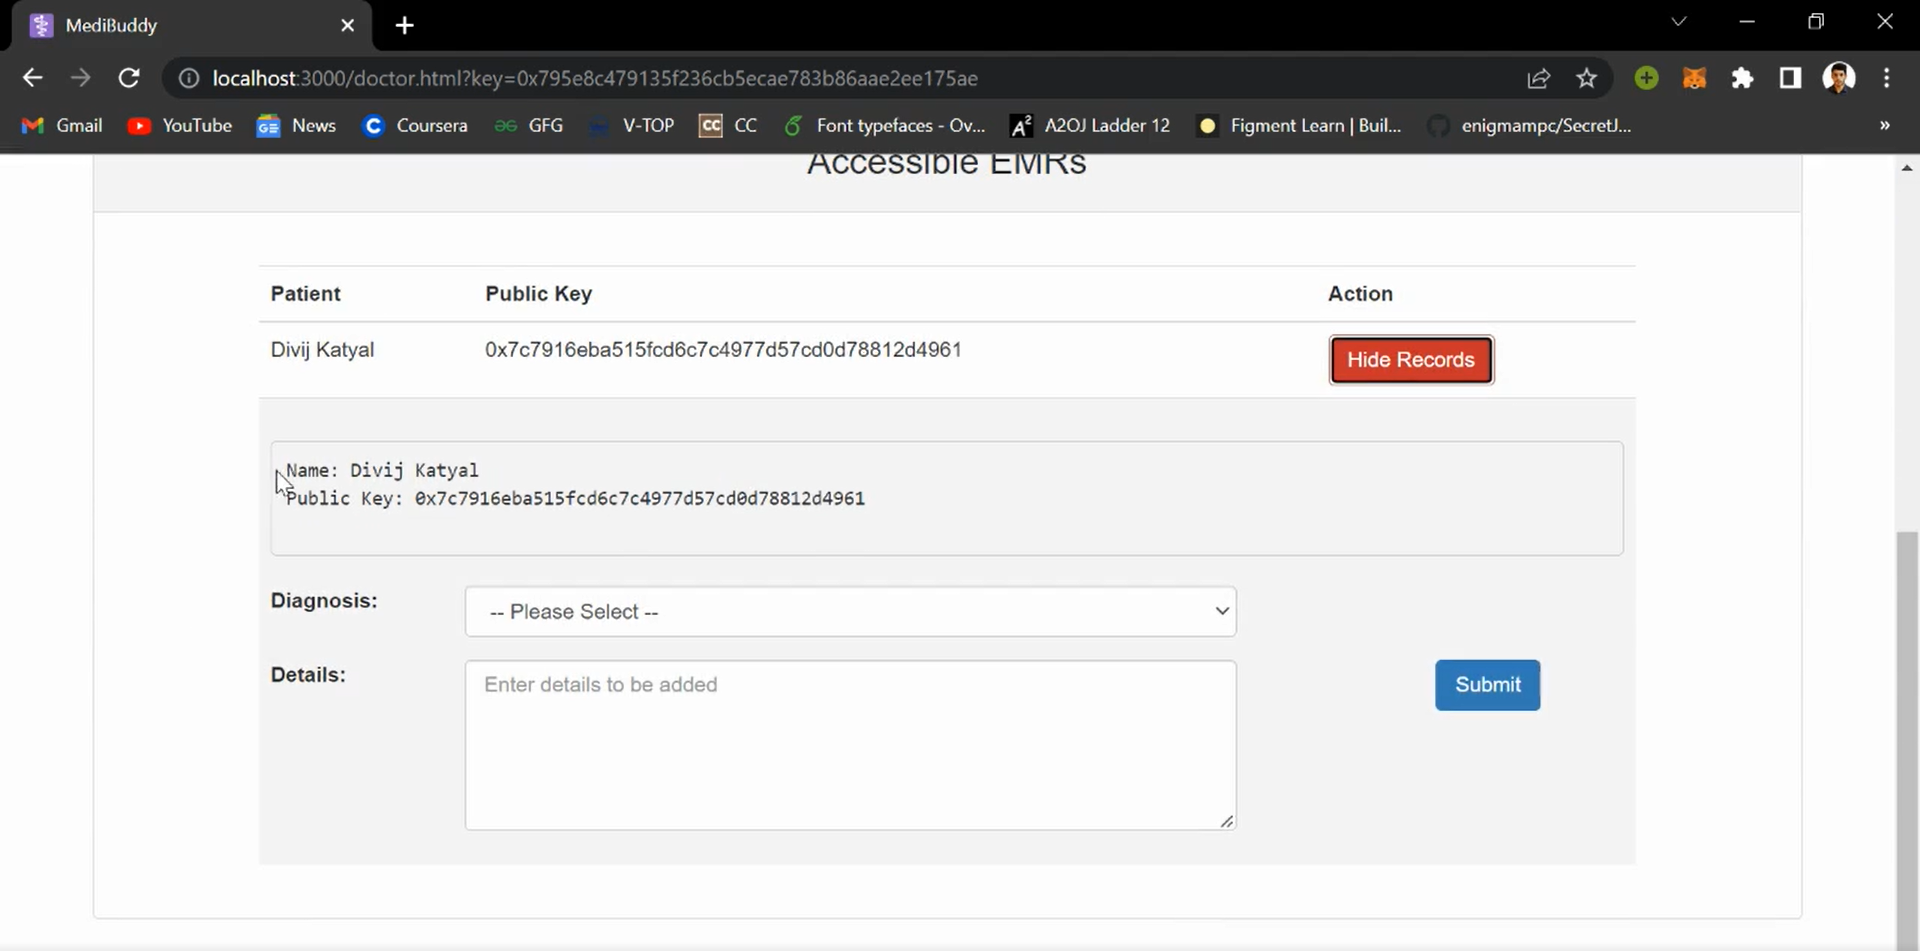 MediBuddy
localhost:3000/doctor.html?key=0x795e8c479135f236cb5ecae783b86aae2ee175ae
Gmail YouTube News Coursera GFG V-TOP CC Font typefaces - Ov... A2OJ Ladder 12 Figment Learn | Buil... enigmampc/SecretJ... »
Accessible EMRs
Patient Public Key Action
Divij Katyal 0x7c7916eba515fcd6c7c4977d57cd0d78812d4961 Hide Records
Name: Divij Katyal
Public Key: 0x7c7916eba515fcd6c7c4977d57cd0d78812d4961
Diagnosis: -- Please Select --
Details: Enter details to be added Submit